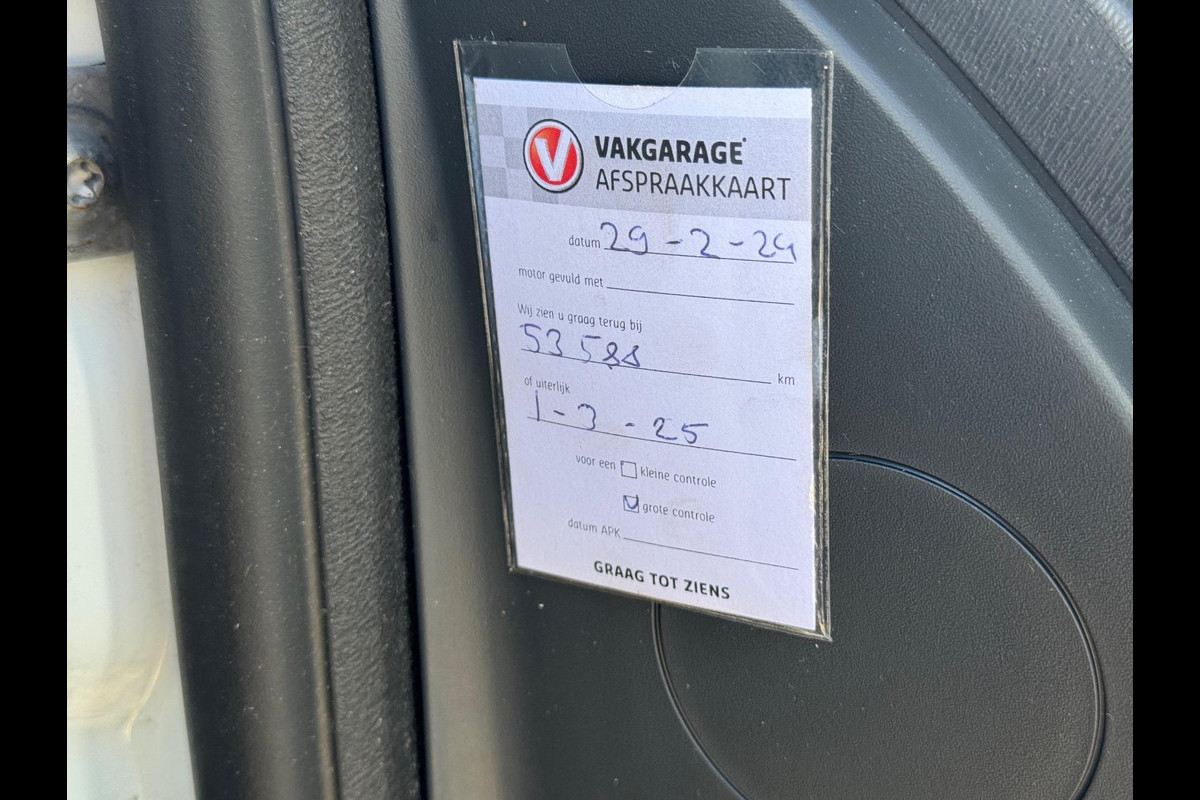 V VAKGARAGE
AFSPRAAKKAART
datum 29-2-24
motor gevuld met
Wij zien u graag terug bij
53588 km
of uiterlijk
1-3-25
voor een kleine controle
grote controle
datum APK
GRAAG TOT ZIENS